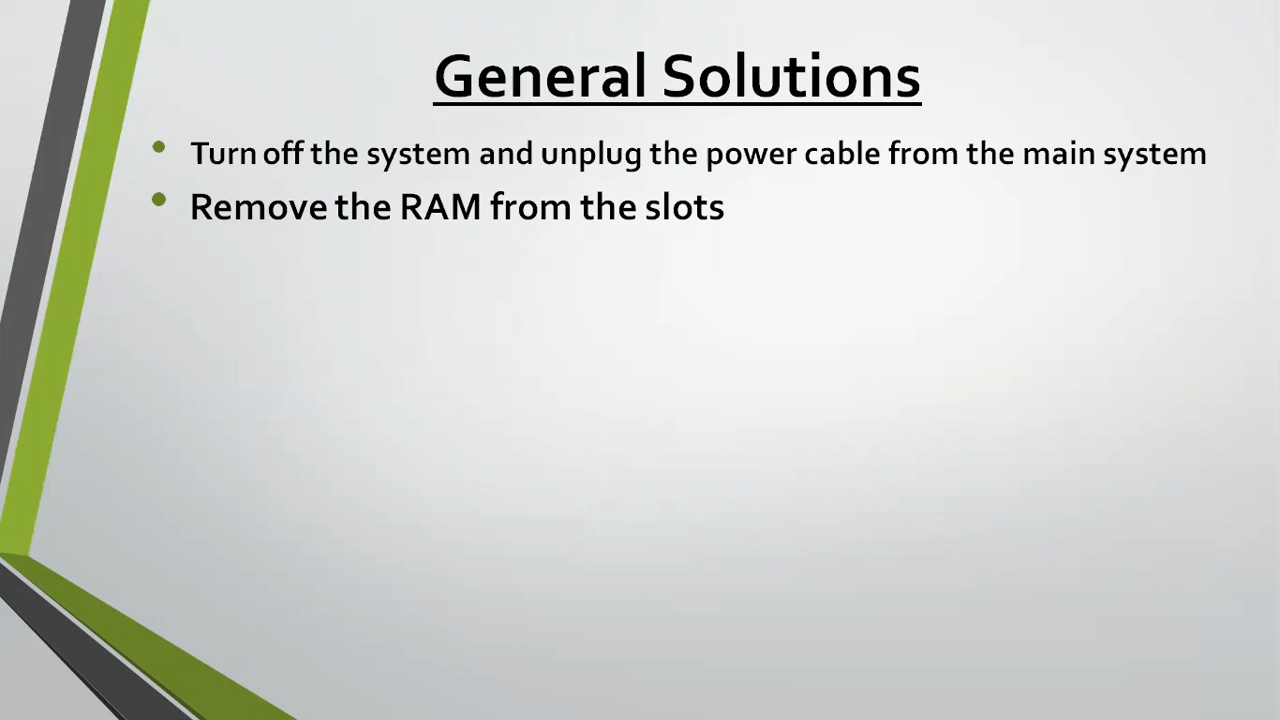 General Solutions
Turn off the system and unplug the power cable from the main system
Remove the RAM from the slots